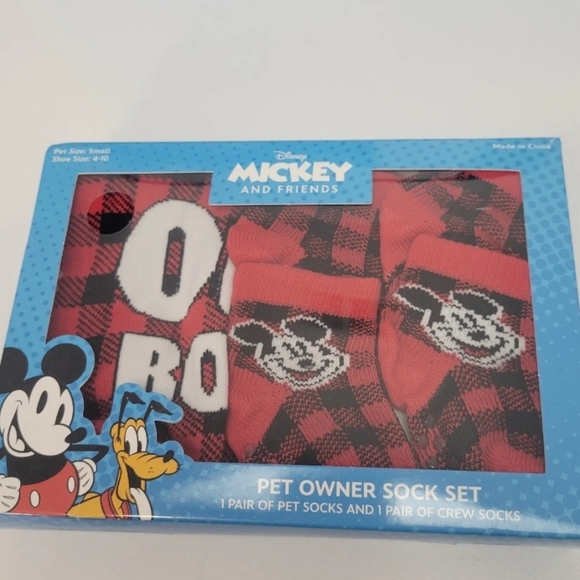 Pet Size: Small
Shoe Size: 4-10
Made in China
Disney
MICKEY
AND FRIENDS
O
BO
PET OWNER SOCK SET
1 PAIR OF PET SOCKS AND 1 PAIR OF CREW SOCKS